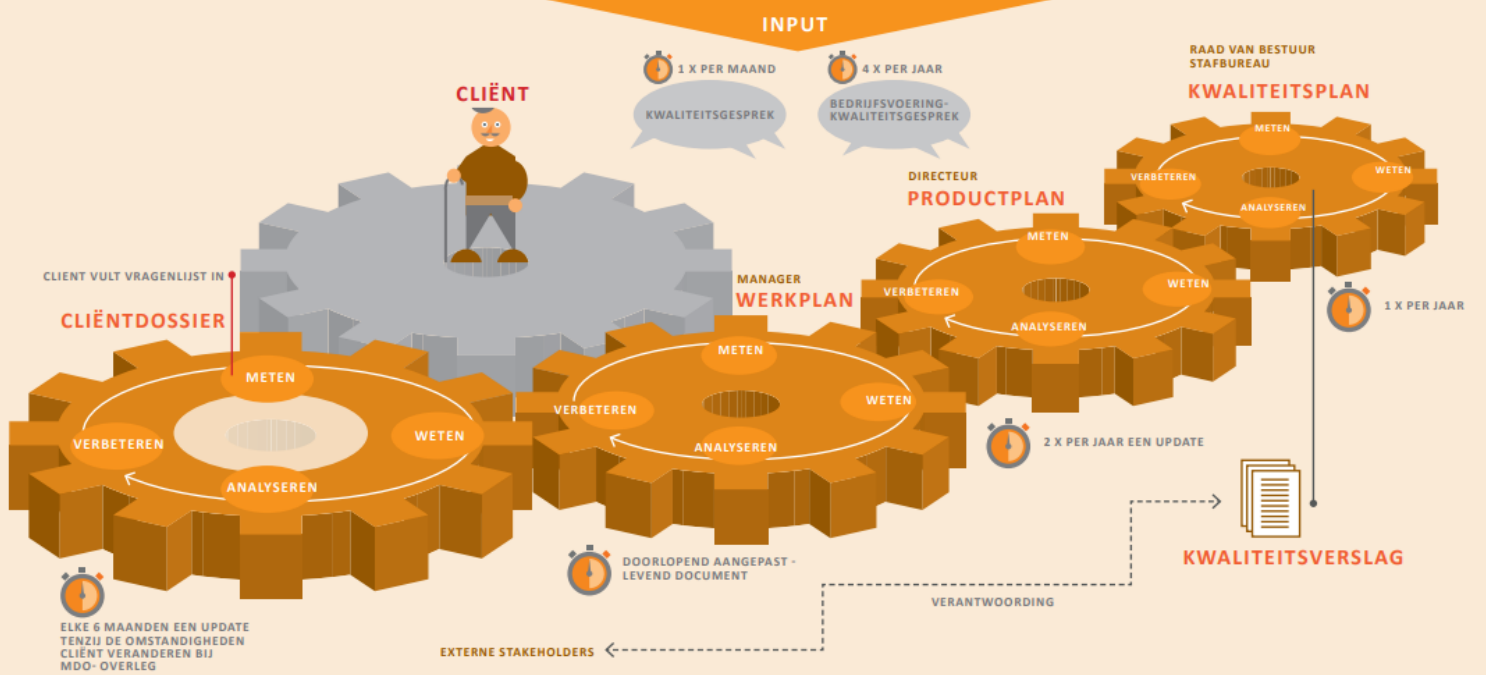 INPUT
1 X PER MAAND
KWALITEITSGESPREK
4 X PER JAAR
BEDRIJFSVOERING-
KWALITEITSGESPREK
RAAD VAN BESTUUR
STAFBUREAU
KWALITEITSPLAN
METEN
WETEN
ANALYSEREN
VERBETEREN
1 X PER JAAR
CLIËNT
DIRECTEUR
PRODUCTPLAN
METEN
WETEN
ANALYSEREN
VERBETEREN
2 X PER JAAR EEN UPDATE
MANAGER
WERKPLAN
METEN
WETEN
ANALYSEREN
VERBETEREN
DOORLOPEND AANGEPAST -
LEVEND DOCUMENT
CLIENT VULT VRAGENLIJST IN
CLIËNTDOSSIER
METEN
WETEN
ANALYSEREN
VERBETEREN
ELKE 6 MAANDEN EEN UPDATE
TENZIJ DE OMSTANDIGHEDEN
CLIËNT VERANDEREN BIJ
MDO- OVERLEG
EXTERNE STAKEHOLDERS
VERANTWOORDING
KWALITEITSVERSLAG